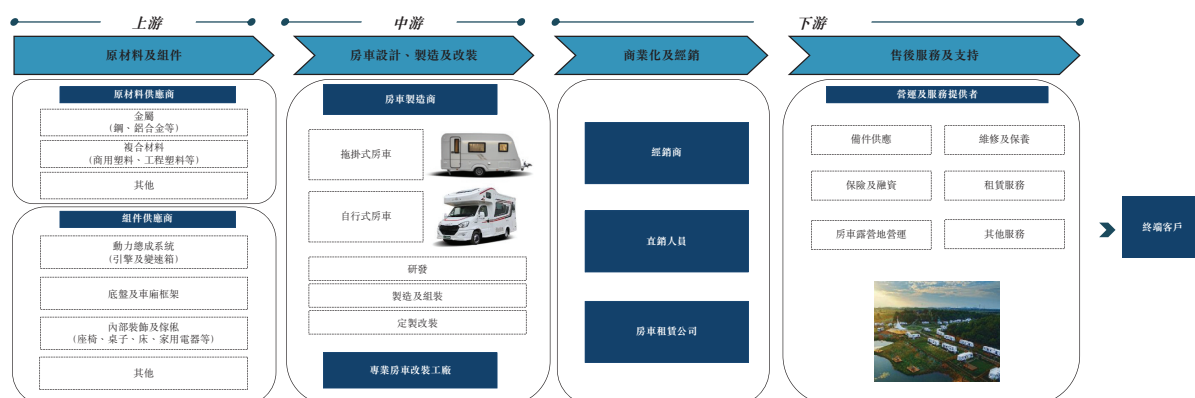 上游
中游
下游
原材料及組件
房車設計、製造及改裝
商業化及經銷
售後服務及支持
原材料供應商
金屬
(鋼、鋁合金等)
複合材料
(商用塑料、工程塑料等)
其他
組件供應商
動力總成系統
(引擎及變速箱)
底盤及車廂框架
內部裝飾及傢俬
(座椅、桌子、床、家用電器等)
其他
房車製造商
拖掛式房車
自行式房車
研發
製造及組裝
定製改裝
專業房車改裝工廠
經銷商
直銷人員
房車租賃公司
營運及服務提供者
備件供應
維修及保養
保險及融資
租賃服務
房車露營地營運
其他服務
終端客戶